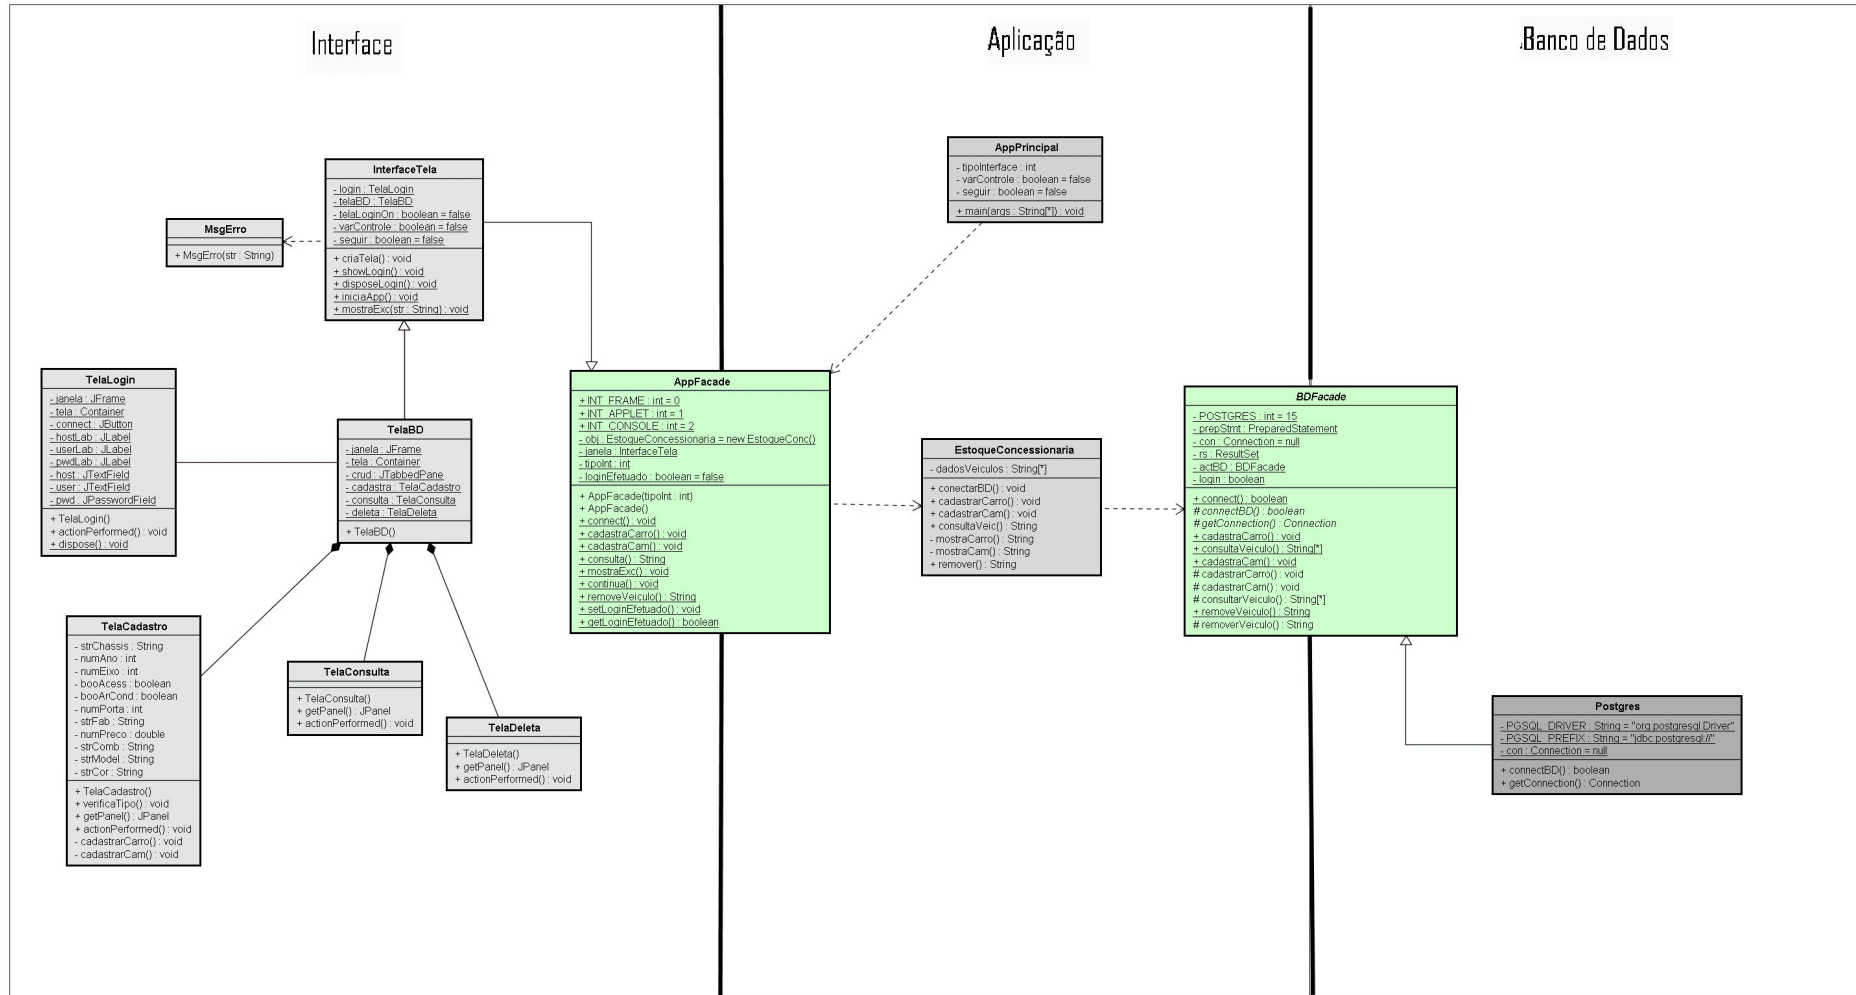 Interface
Aplicação
Banco de Dados
AppPrincipal
- tipoInterface : int
- varControle : boolean = false
- seguir : boolean = false
+ main(args : String[*]) : void
InterfaceTela
- login : TelaLogin
- telaBD : TelaBD
- telaLoginOn : boolean = false
- varControle : boolean = false
- seguir : boolean = false
+ criaTela() : void
+ showLogin() : void
+ disposeLogin() : void
+ iniciaApp() : void
+ mostraExc(str : String) : void
MsgErro
+ MsgErro(str : String)
TelaLogin
- janela : JFrame
- tela : Container
- connect : JButton
- hostLab : JLabel
- userLab : JLabel
- pwdLab : JLabel
- host : JTextField
- user : JTextField
- pwd : JPasswordField
+ TelaLogin()
+ actionPerformed() : void
+ dispose() : void
TelaBD
- janela : JFrame
- tela : Container
- crud : JTabbedPane
- cadastra : TelaCadastro
- consulta : TelaConsulta
- deleta : TelaDeleta
+ TelaBD()
AppFacade
+ INT_FRAME : int = 0
+ INT_APPLET : int = 1
+ INT_CONSOLE : int = 2
- obj : EstoqueConcessionaria = new EstoqueConc()
- janela : InterfaceTela
- tipoInt : int
- loginEfetuado : boolean = false
+ AppFacade(tipoInt : int)
+ AppFacade()
+ connect() : void
+ cadastraCarro() : void
+ cadastraCam() : void
+ consulta() : String
+ mostraExc() : void
+ continua() : void
+ removeVeiculo() : String
+ setLoginEfetuado() : void
+ getLoginEfetuado() : boolean
EstoqueConcessionaria
- dadosVeiculos : String[*]
+ conectarBD() : void
+ cadastrarCarro() : void
+ cadastrarCam() : void
+ consultaVeic() : String
- mostraCarro() : String
- mostraCam() : String
+ remover() : String
BDFacade
- POSTGRES : int = 15
- prepStmt : PreparedStatement
- con : Connection = null
- rs : ResultSet
- actBD : BDFacade
- login : boolean
+ connect() : boolean
# connectBD() : boolean
# getConnection() : Connection
+ cadastraCarro() : void
+ consultaVeiculo() : String[*]
+ cadastraCam() : void
# cadastrarCarro() : void
# cadastrarCam() : void
# consultarVeiculo() : String[*]
+ removeVeiculo() : String
# removerVeiculo() : String
TelaCadastro
- strChassis : String
- numAno : int
- numEixo : int
- booAcess : boolean
- booArCond : boolean
- numPorta : int
- strFab : String
- numPreco : double
- strComb : String
- strModel : String
- strCor : String
+ TelaCadastro()
+ verificaTipo() : void
+ getPanel() : JPanel
+ actionPerformed() : void
- cadastrarCarro() : void
- cadastrarCam() : void
TelaConsulta
+ TelaConsulta()
+ getPanel() : JPanel
+ actionPerformed() : void
TelaDeleta
+ TelaDeleta()
+ getPanel() : JPanel
+ actionPerformed() : void
Postgres
- PGSQL_DRIVER : String = "org.postgresql.Driver"
- PGSQL_PREFIX : String = "jdbc:postgresql://"
- con : Connection = null
+ connectBD() : boolean
+ getConnection() : Connection